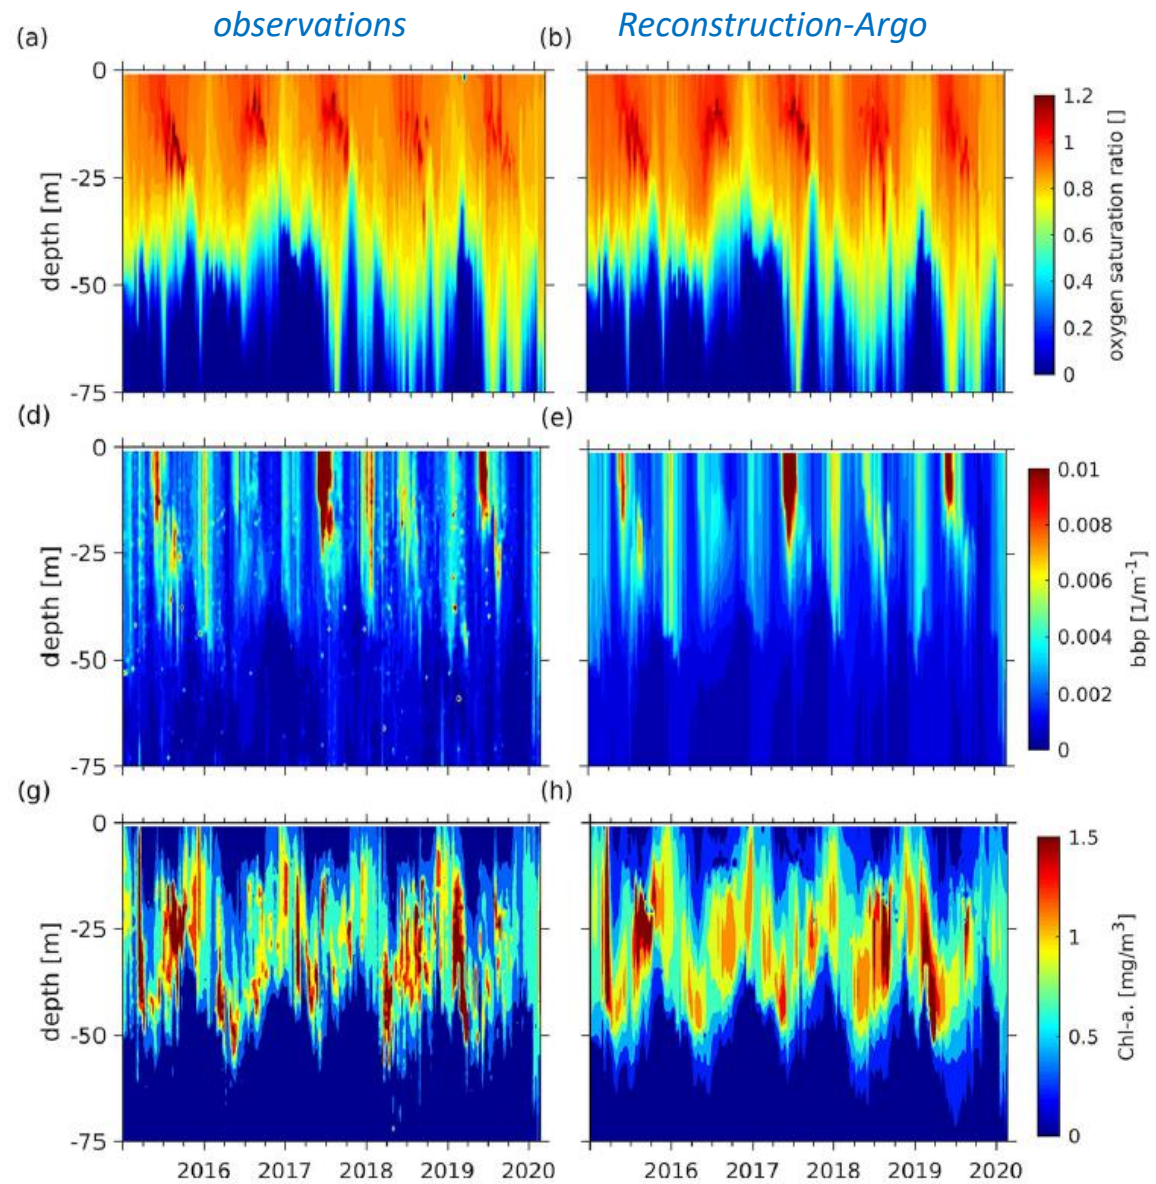 observations
Reconstruction-Argo
(a)
(b)
0
-25
-50
-75
depth [m]
1.2
1
0.8
0.6
0.4
0.2
0
oxygen saturation ratio []
(d)
(e)
0
-25
-50
-75
depth [m]
0.01
0.008
0.006
0.004
0.002
0
bbp [1/m⁻¹]
(g)
(h)
0
-25
-50
-75
depth [m]
1.5
1
0.5
0
Chl-a. [mg/m³]
2016 2017 2018 2019 2020
2016 2017 2018 2019 2020